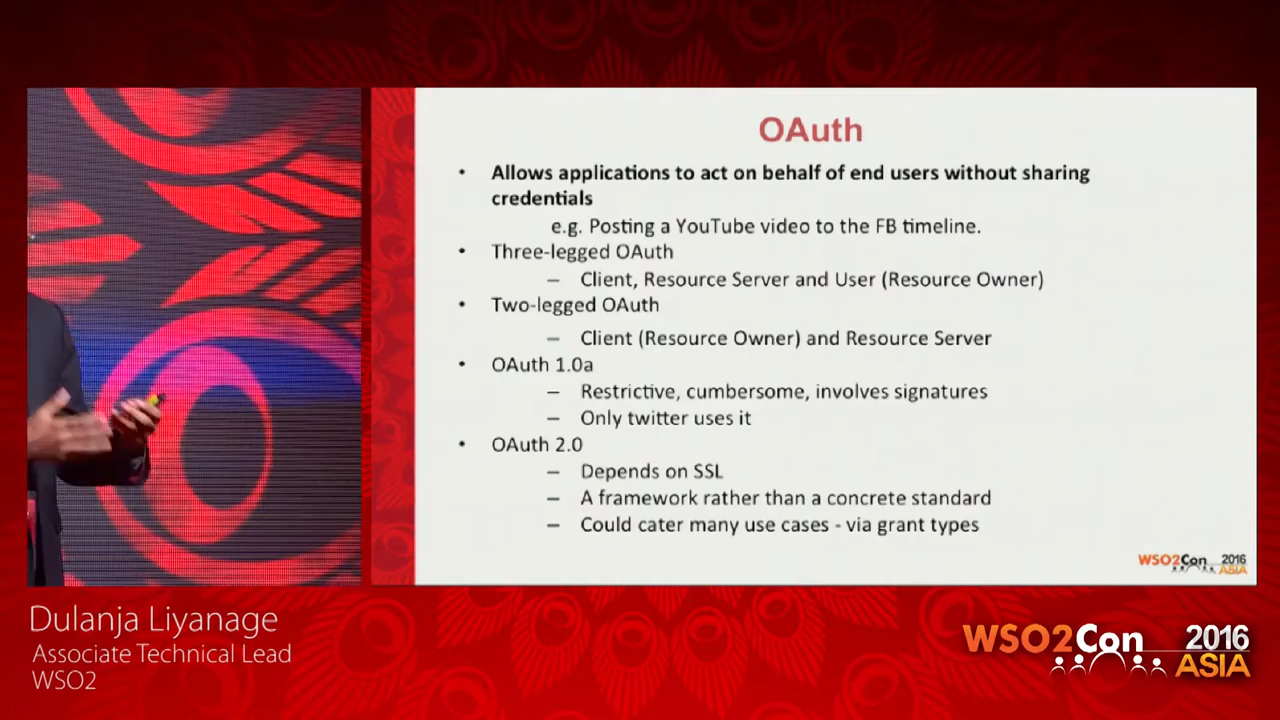 OAuth
• Allows applications to act on behalf of end users without sharing
credentials
e.g. Posting a YouTube video to the FB timeline.
• Three-legged OAuth
– Client, Resource Server and User (Resource Owner)
• Two-legged OAuth
– Client (Resource Owner) and Resource Server
• OAuth 1.0a
– Restrictive, cumbersome, involves signatures
– Only twitter uses it
• OAuth 2.0
– Depends on SSL
– A framework rather than a concrete standard
– Could cater many use cases - via grant types
WSO2Con 2016
ASIA
Dulanja Liyanage
Associate Technical Lead
WSO2
WSO2Con 2016
ASIA